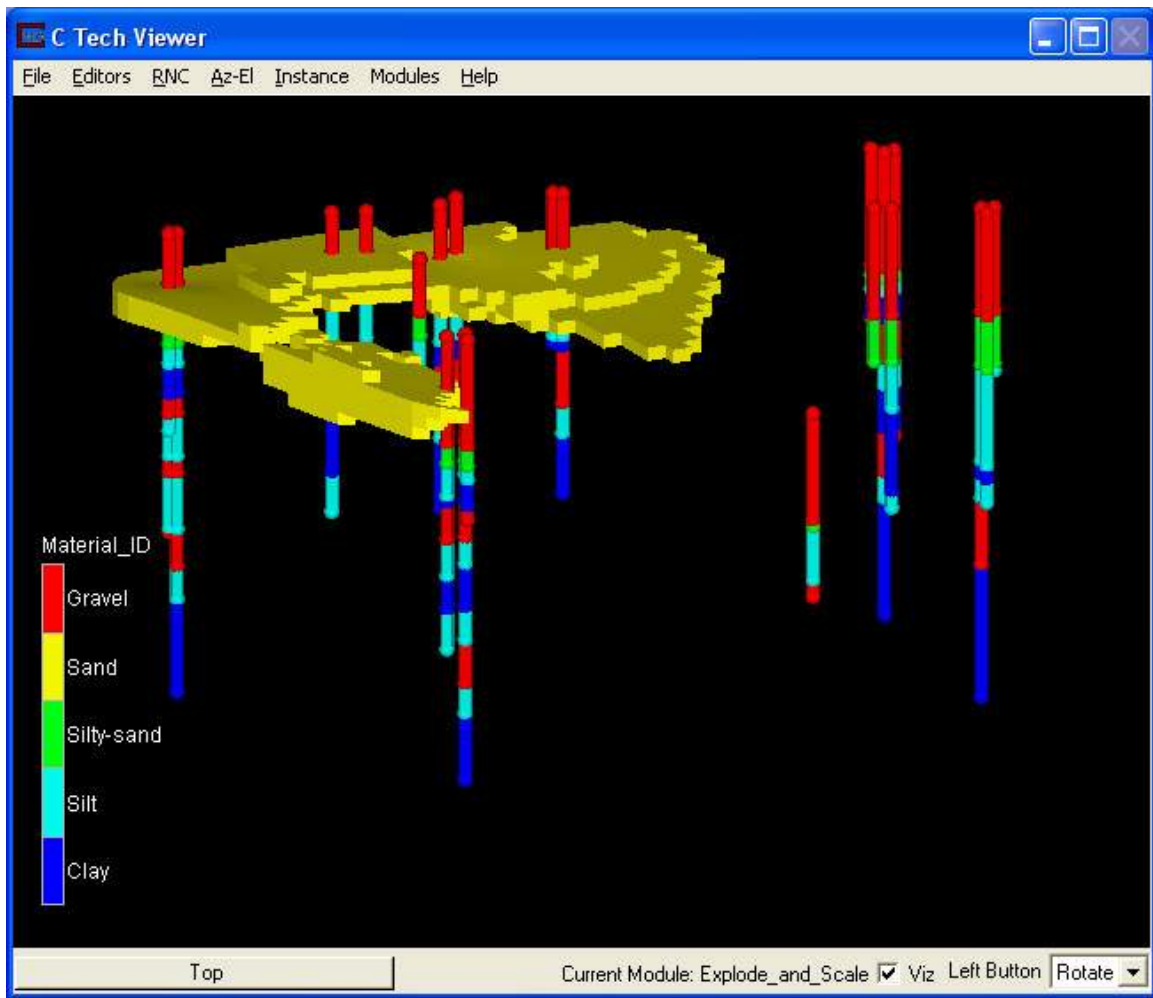 C Tech Viewer
File Editors RNC Az-El Instance Modules Help
Material_ID
Gravel
Sand
Silty-sand
Silt
Clay
Top Current Module: Explode_and_Scale Viz Left Button Rotate